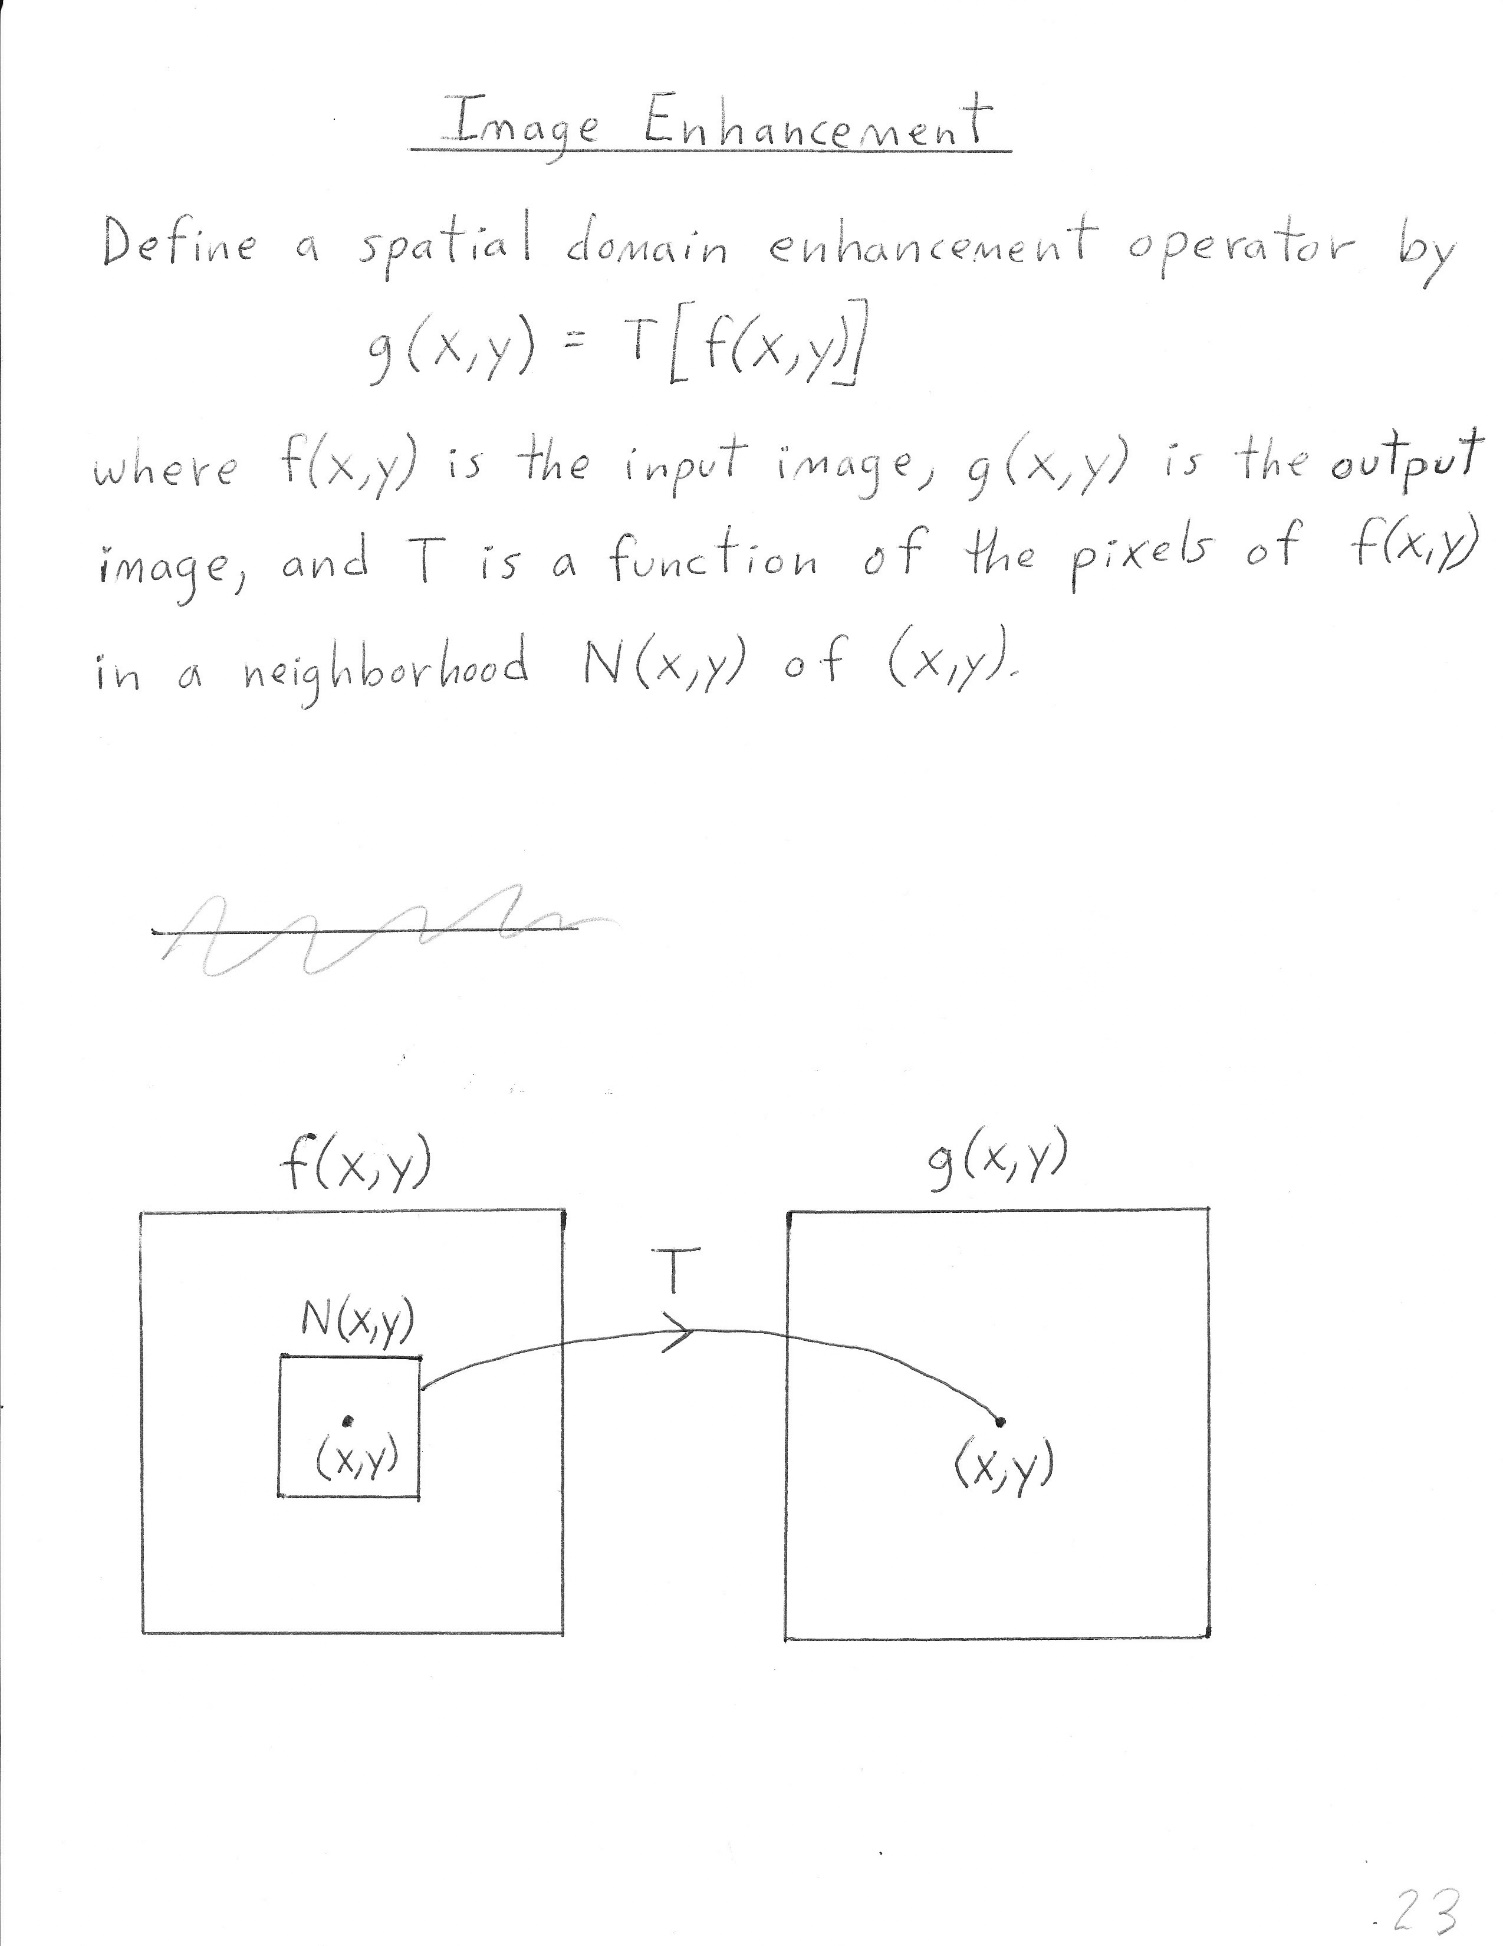 Image Enhancement
Define a spatial domain enhancement operator by
g(x,y) = T[f(x,y)]
where f(x,y) is the input image, g(x,y) is the output
image, and T is a function of the pixels of f(x,y)
in a neighborhood N(x,y) of (x,y).
f(x,y)
g(x,y)
T
N(x,y)
(x,y)
(x,y)
23